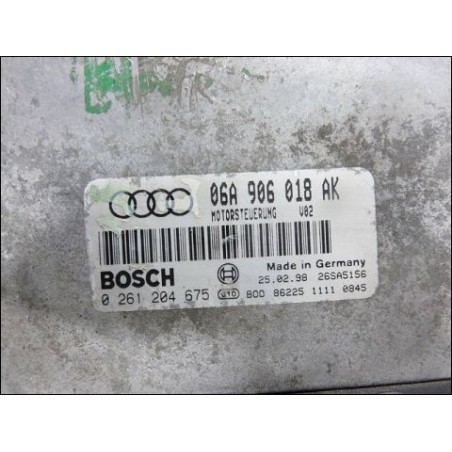 06A 906 018 AK
MOTORSTEUERUNG V02
BOSCH
Made in Germany
25.02.98 26SA5156
0 261 204 675
800 86225 1111 0845